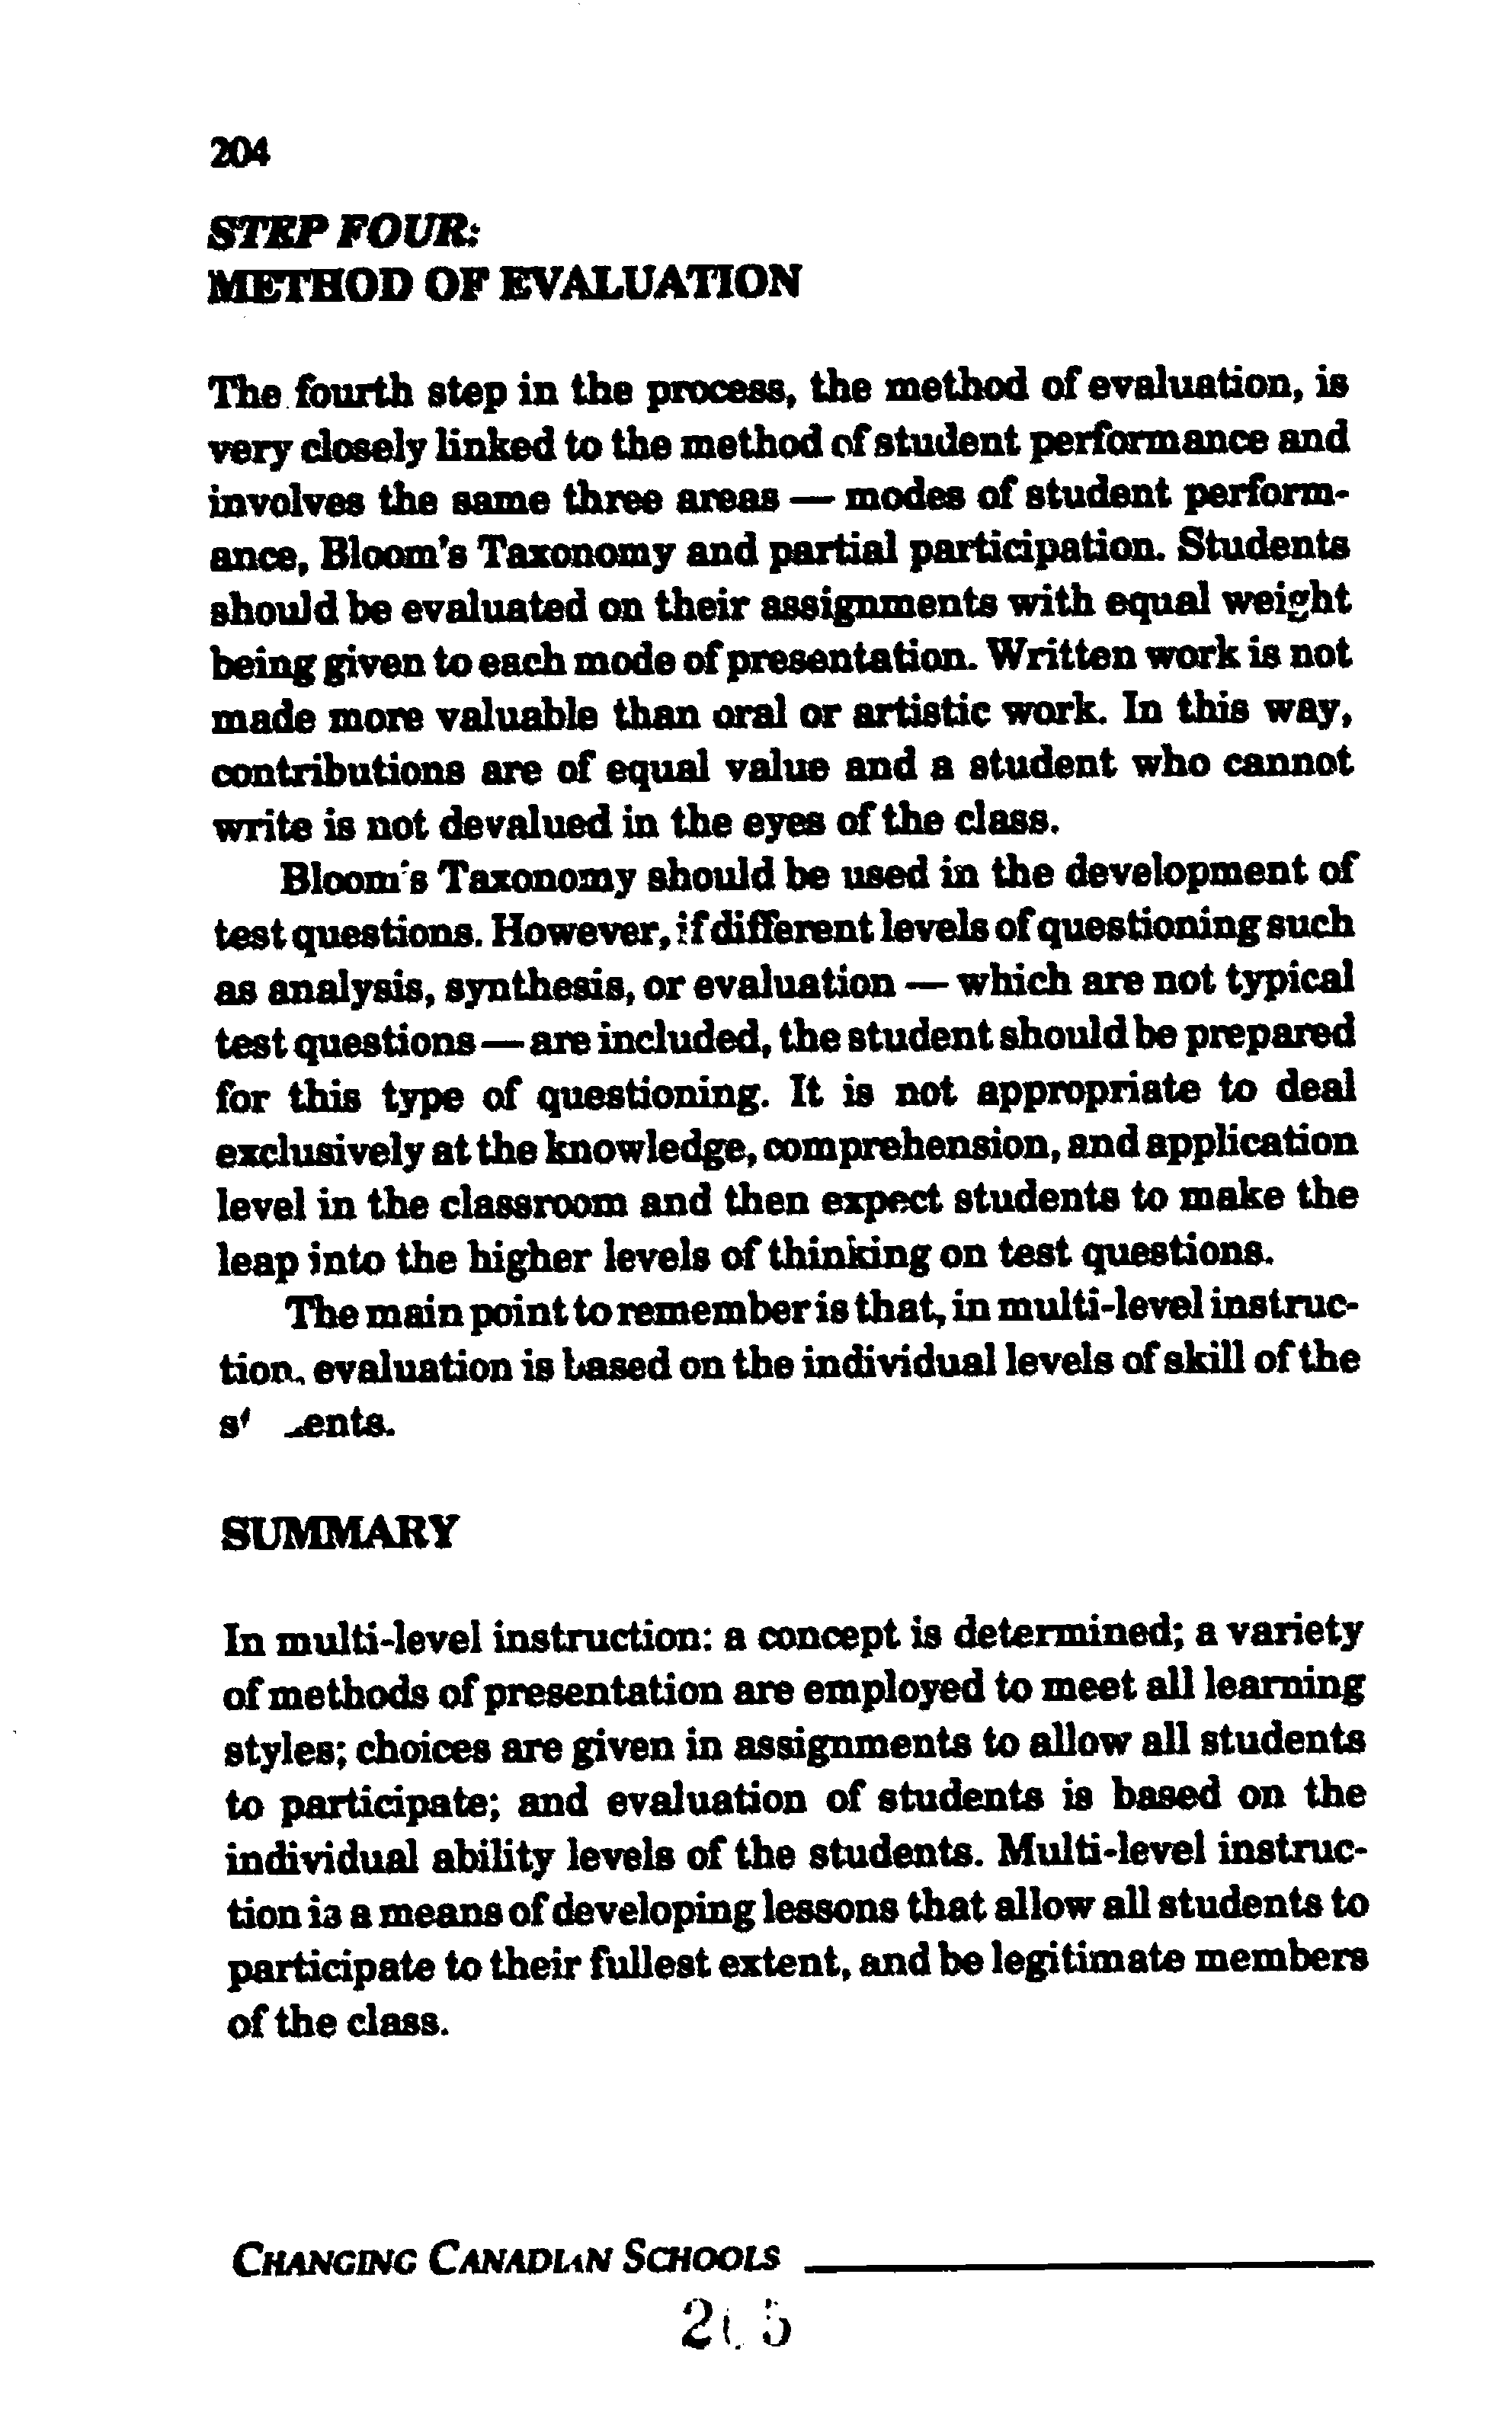 204
STEP FOUR:
METHOD OF EVALUATION
The fourth step in the process, the method of evaluation, is
very closely linked to the method of student performance and
involves the same three areas — modes of student perform-
ance, Bloom's Taxonomy and partial participation. Students
should be evaluated on their assignments with equal weight
being given to each mode of presentation. Written work is not
made more valuable than oral or artistic work. In this way,
contributions are of equal value and a student who cannot
write is not devalued in the eyes of the class.
Bloom's Taxonomy should be used in the development of
test questions. However, if different levels of questioning such
as analysis, synthesis, or evaluation — which are not typical
test questions — are included, the student should be prepared
for this type of questioning. It is not appropriate to deal
exclusively at the knowledge, comprehension, and application
level in the classroom and then expect students to make the
leap into the higher levels of thinking on test questions.
The main point to remember is that, in multi-level instruc-
tion, evaluation is based on the individual levels of skill of the
SUMMARY
In multi-level instruction: a concept is determined; a variety
of methods of presentation are employed to meet all learning
styles; choices are given in assignments to allow all students
to participate; and evaluation of students is based on the
individual ability levels of the students. Multi-level instruc-
tion is a means of developing lessons that allow all students to
participate to their fullest extent, and be legitimate members
of the class.
CHANGING CANADIAN SCHOOLS